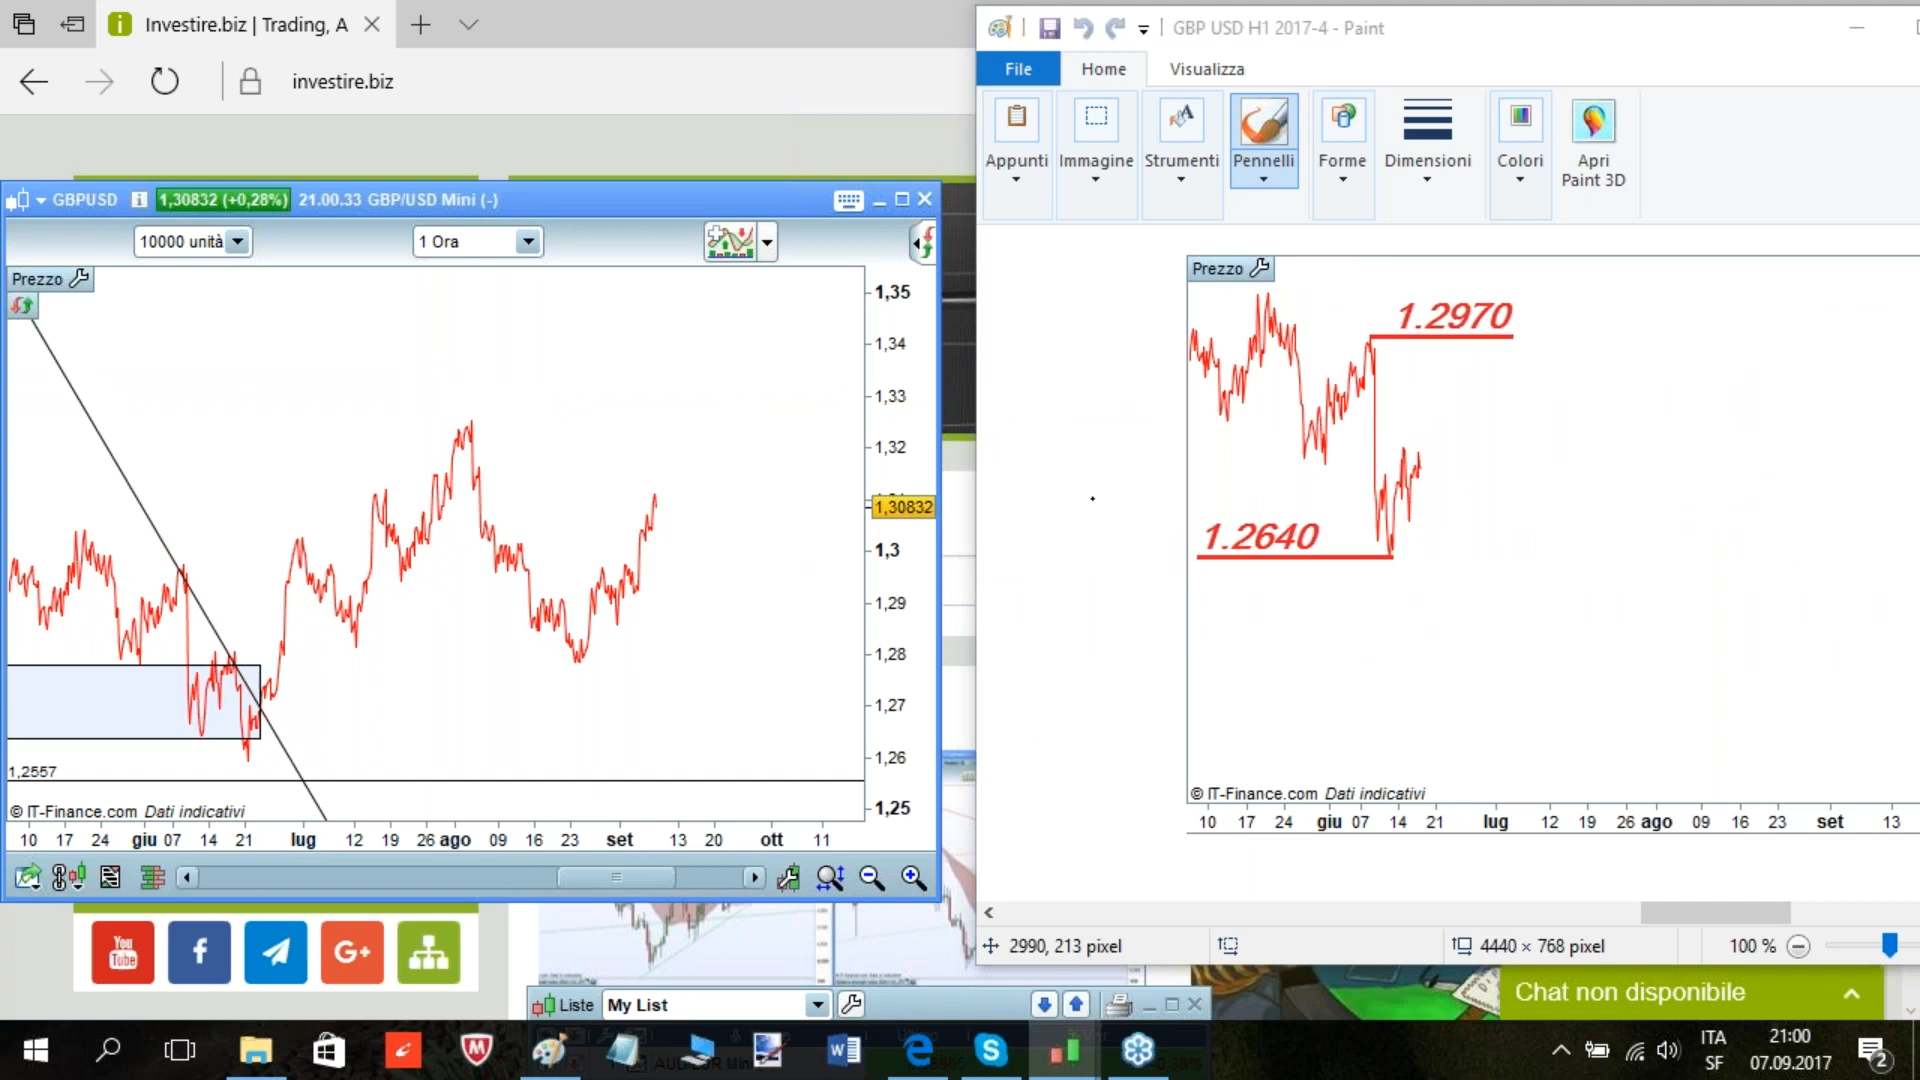 Investire.biz | Trading, A
investire.biz
GBP USD H1 2017-4 - Paint
File
Home
Visualizza
Appunti
Immagine
Strumenti
Pennelli
Forme
Dimensioni
Colori
Apri
Paint 3D
GBPUSD
1,30832 (+0,28%)
21.00.33 GBP/USD Mini (-)
10000 unità
1 Ora
Prezzo
1,35
1,34
1,33
1,32
1,30832
1,3
1,29
1,28
1,27
1,26
1,25
1,2557
© IT-Finance.com Dati indicativi
10 17 24 giu 07 14 21 lug 12 19 26 ago 09 16 23 set 13 20 ott 11
Prezzo
1.2970
1.2640
© IT-Finance.com Dati indicativi
10 17 24 giu 07 14 21 lug 12 19 26 ago 09 16 23 set 13
2990, 213 pixel
4440 × 768 pixel
100 %
You
Tube
f
G+
Liste
My List
Chat non disponibile
ITA
SF
21:00
07.09.2017
2